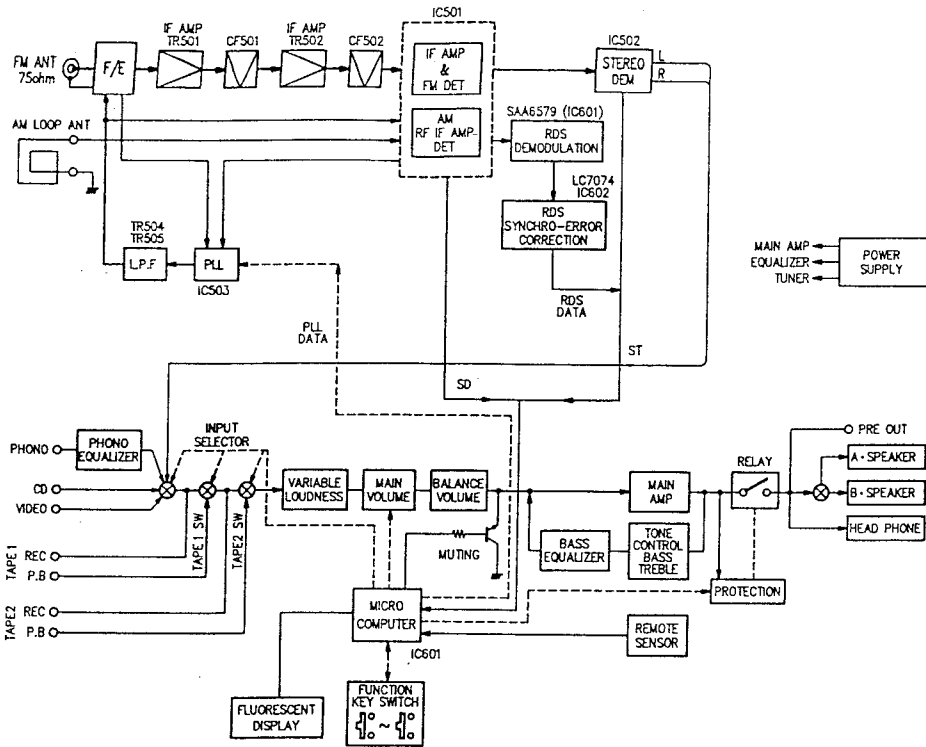 IF AMP
TR501
CF501
IF AMP
TR502
CF502
IC501
IC502
FM ANT
75ohm
F/E
IF AMP
&
FM DET
STEREO
DEM
L
R
AM LOOP ANT
AM
RF IF AMP-
DET
SAA6579 (IC601)
RDS
DEMODULATION
LC7074
IC602
RDS
SYNCHRO-ERROR
CORRECTION
TR504
TR505
L.P.F
PLL
IC503
MAIN AMP
EQUALIZER
TUNER
POWER
SUPPLY
RDS
DATA
PLL
DATA
ST
SD
INPUT
SELECTOR
PHONO
PHONO
EQUALIZER
CD
VIDEO
TAPE1 SW
TAPE2 SW
VARIABLE
LOUDNESS
MAIN
VOLUME
BALANCE
VOLUME
MAIN
AMP
RELAY
PRE OUT
A·SPEAKER
B·SPEAKER
HEAD PHONE
MUTING
BASS
EQUALIZER
TONE
CONTROL
BASS
TREBLE
PROTECTION
TAPE1
REC
P.B
TAPE2
REC
P.B
MICRO
COMPUTER
IC601
REMOTE
SENSOR
FLUORESCENT
DISPLAY
FUNCTION
KEY SWITCH
~